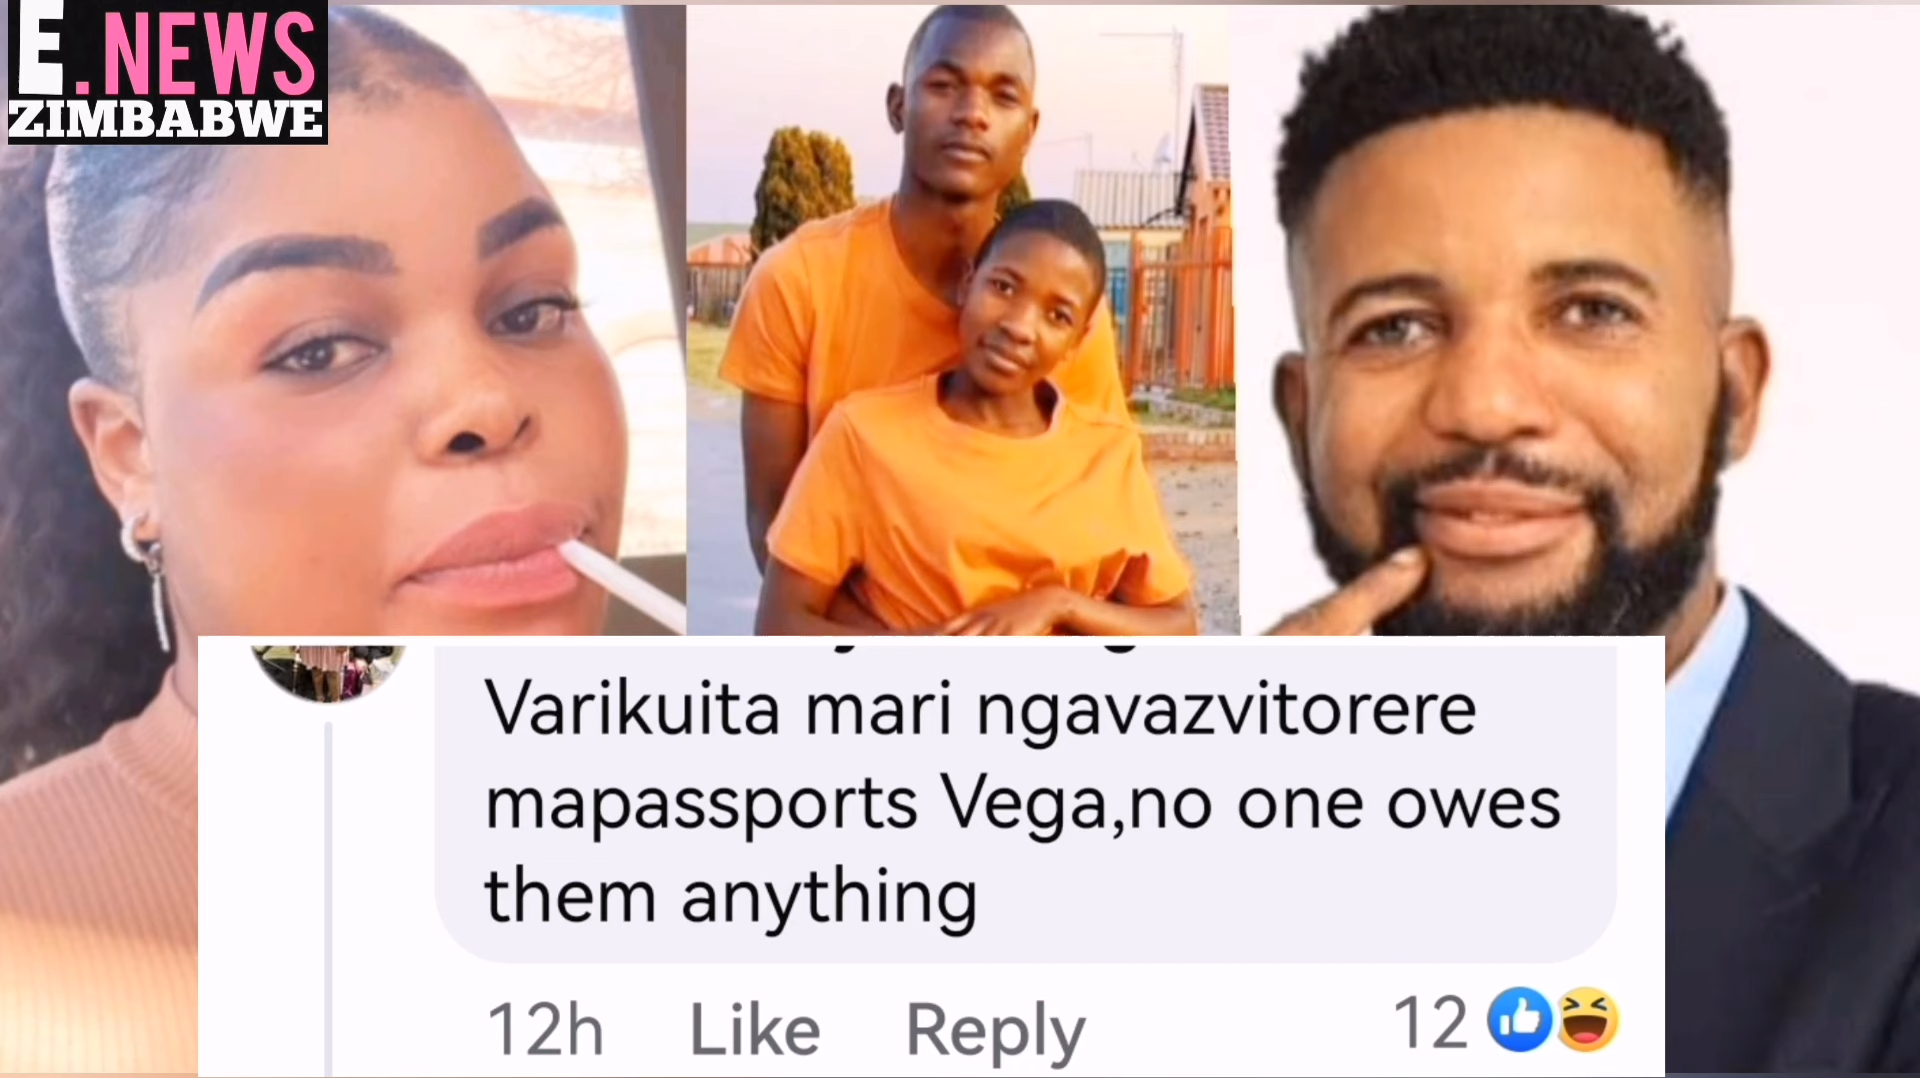 E.NEWS
ZIMBABWE
Varikuita mari ngavazvitorere
mapassports Vega,no one owes
them anything
12h Like Reply 12